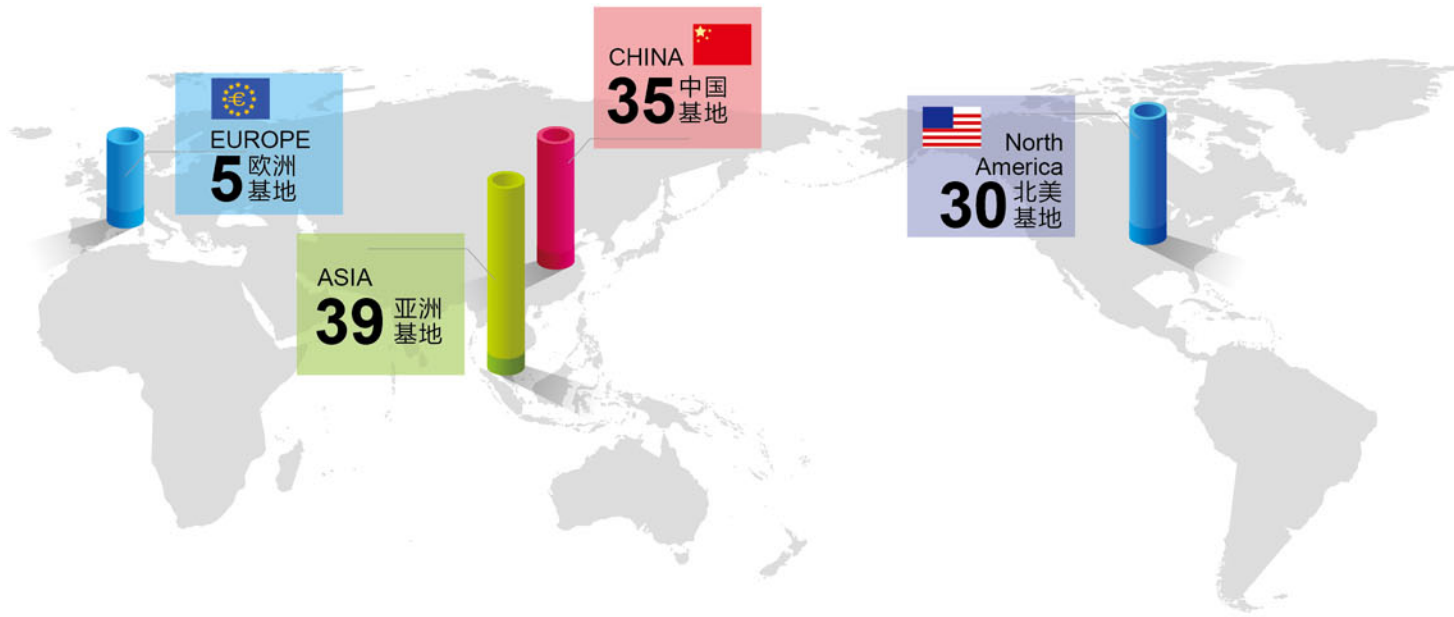 EUROPE
5 欧洲
基地
ASIA
39 亚洲
基地
CHINA
35 中国
基地
North
America
30 北美
基地